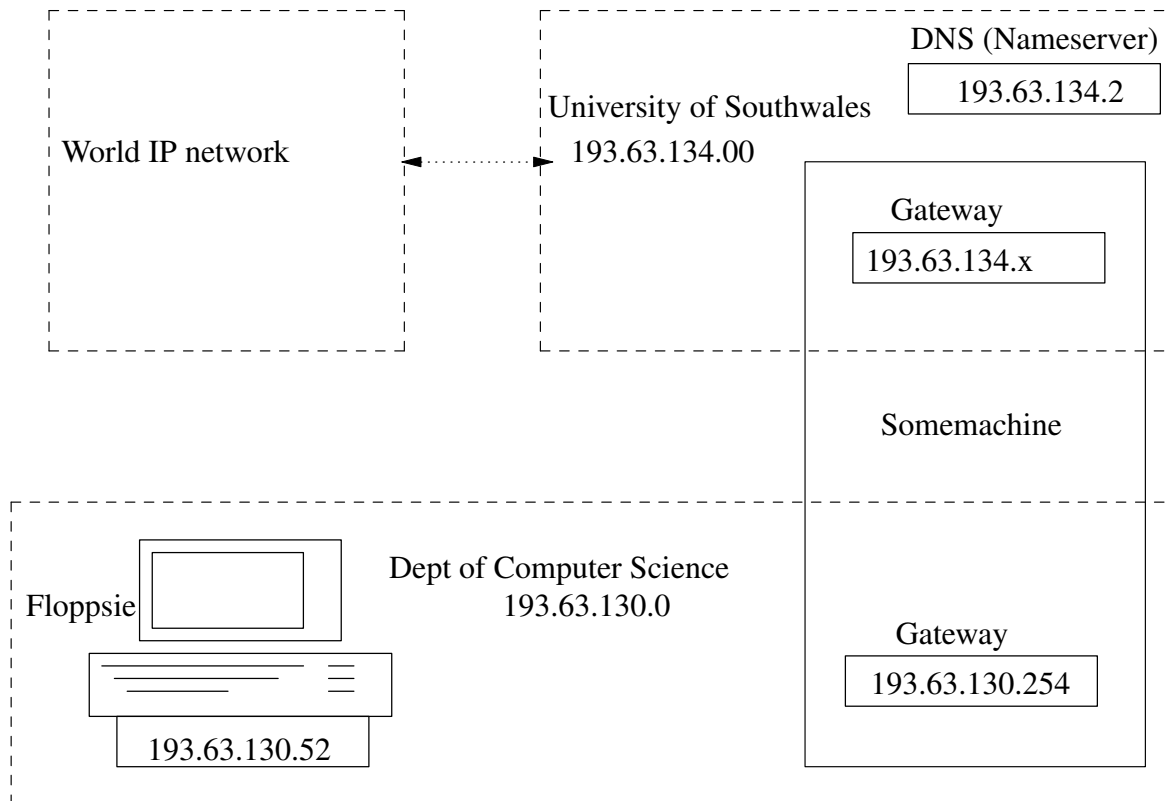 DNS (Nameserver)
193.63.134.2
University of Southwales
World IP network
193.63.134.00
Gateway
193.63.134.x
Somemachine
Dept of Computer Science
Floppsie
193.63.130.0
Gateway
193.63.130.254
193.63.130.52